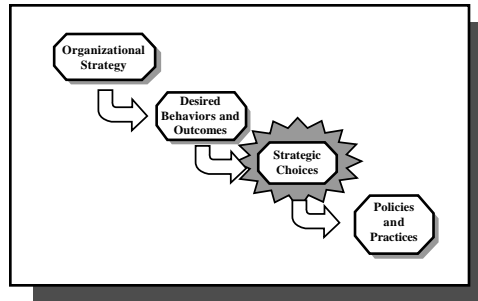 Organizational
Strategy
Desired
Behaviors and
Outcomes
Strategic
Choices
Policies
and
Practices